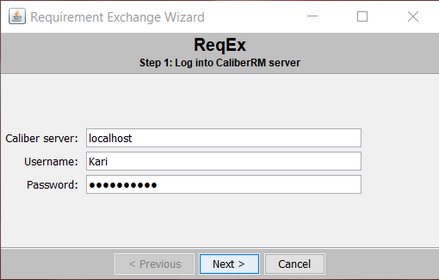 Requirement Exchange Wizard
ReqEx
Step 1: Log into CaliberRM server
Caliber server: localhost
Username: Kari
Password: ●●●●●●●●●●
< Previous Next > Cancel